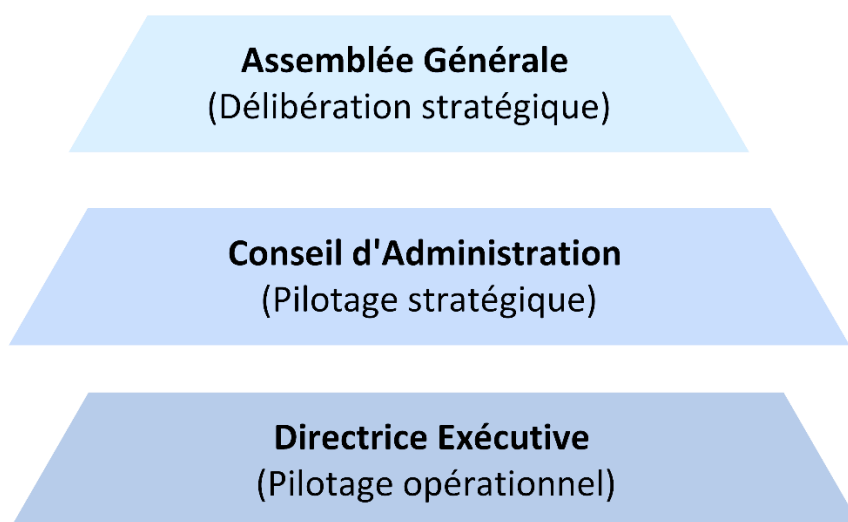 Assemblée Générale
(Délibération stratégique)
Conseil d'Administration
(Pilotage stratégique)
Directrice Exécutive
(Pilotage opérationnel)